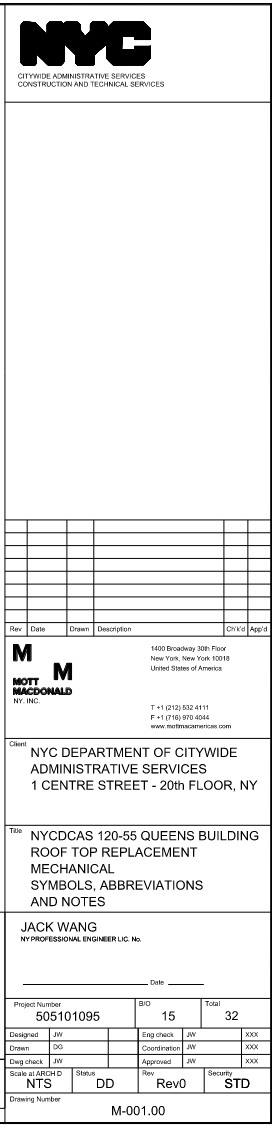 NYC
CITYWIDE ADMINISTRATIVE SERVICES
CONSTRUCTION AND TECHNICAL SERVICES
Rev Date Drawn Description Ch'k'd App'd
M
M
MOTT
MACDONALD
NY. INC.
1400 Broadway 30th Floor
New York, New York 10018
United States of America
T +1 (212) 532 4111
F +1 (716) 970 4044
www.mottmacamericas.com
Client
NYC DEPARTMENT OF CITYWIDE
ADMINISTRATIVE SERVICES
1 CENTRE STREET - 20th FLOOR, NY
Title
NYCDCAS 120-55 QUEENS BUILDING
ROOF TOP REPLACEMENT
MECHANICAL
SYMBOLS, ABBREVIATIONS
AND NOTES
JACK WANG
NY PROFESSIONAL ENGINEER LIC. No.
Date
Project Number B/O Total
505101095 15 32
Designed JW Eng check JW XXX
Drawn DG Coordination JW XXX
Dwg check JW Approved JW XXX
Scale at ARCH D Status Rev Security
NTS DD Rev0 STD
Drawing Number
M-001.00